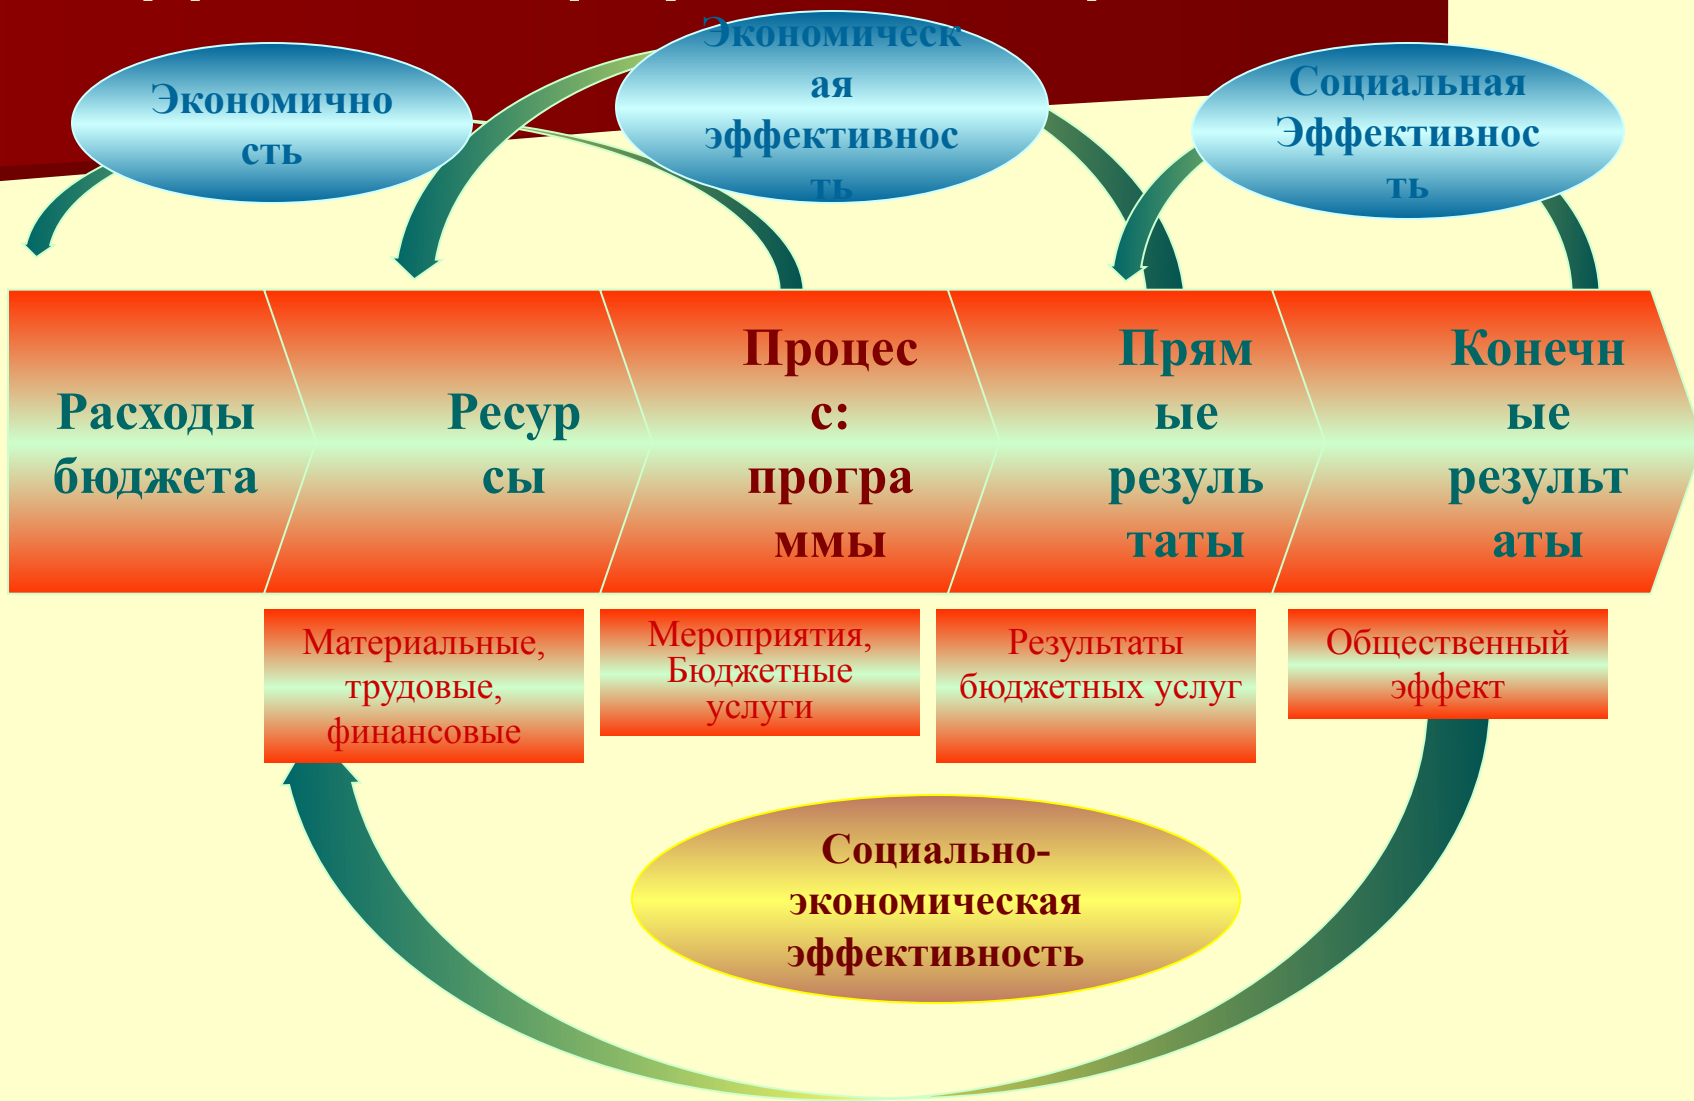 Экономично
сть
Экономическ
ая
эффективнос
ть
Социальная
Эффективнос
ть
Расходы
бюджета
Ресур
сы
Процес
с:
програ
ммы
Прям
ые
резуль
таты
Конечн
ые
результ
аты
Материальные,
трудовые,
финансовые
Мероприятия,
Бюджетные
услуги
Результаты
бюджетных услуг
Общественный
эффект
Социально-
экономическая
эффективность